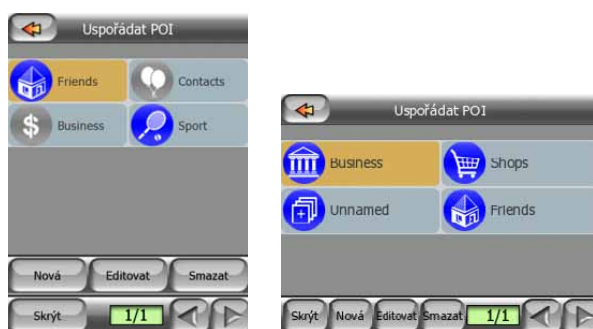 Uspořádat POI
Friends
Contacts
Business
Sport
Nová
Editovat
Smazat
Skrýt
1/1
Uspořádat POI
Business
Shops
Unnamed
Friends
Skrýt
Nová
Editovat
Smazat
1/1